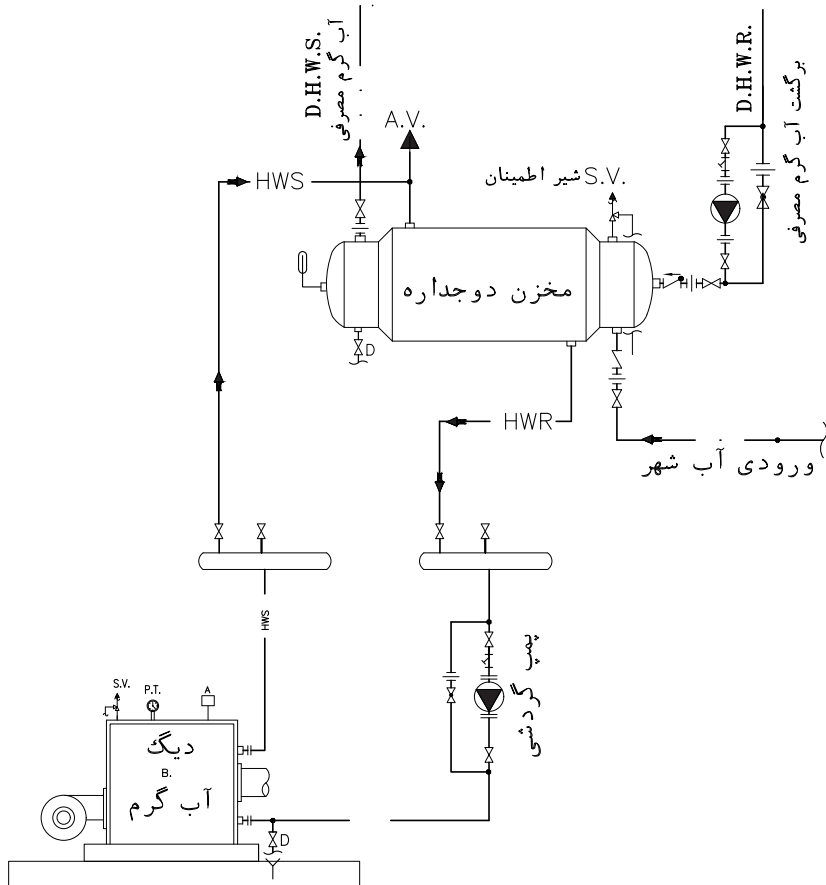 D.H.W.S.
آب گرم مصرفی
D.H.W.R.
برگشت آب گرم مصرفی
A.V.
HWS
شیر اطمینان S.V.
مخزن دوجداره
D
HWR
ورودی آب شهر
HWS
پمپ گردشی
S.V.
P.T.
A
دیگ
B.
آب گرم
D